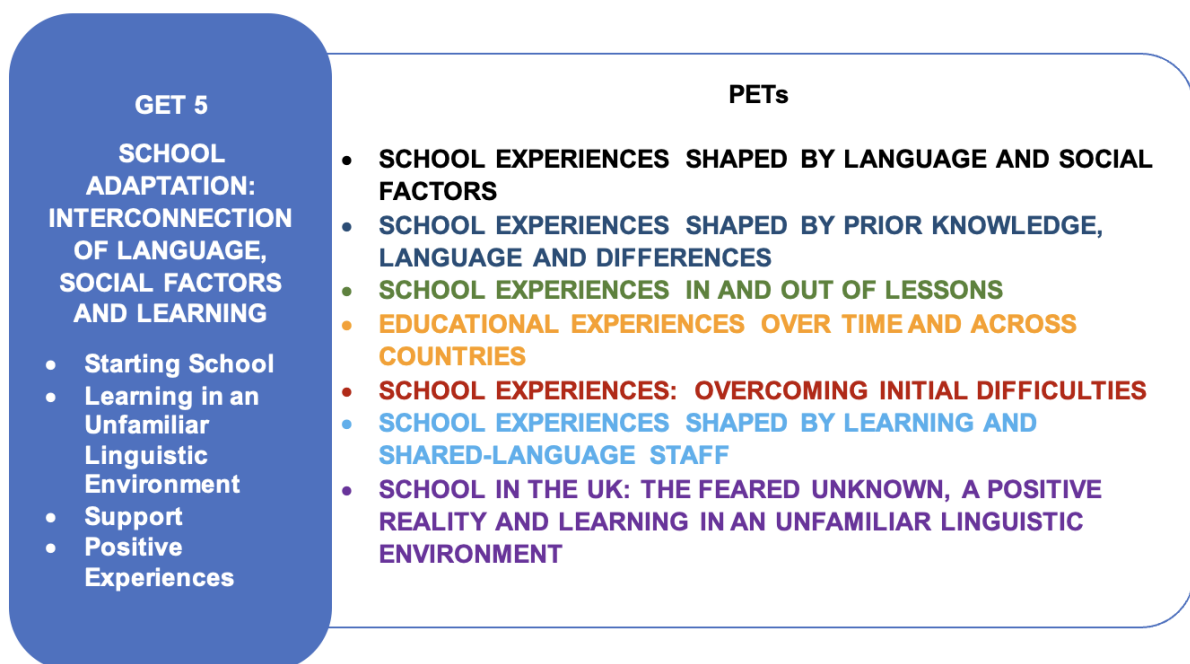 GET 5
SCHOOL
ADAPTATION:
INTERCONNECTION
OF LANGUAGE,
SOCIAL FACTORS
AND LEARNING
• Starting School
• Learning in an
Unfamiliar
Linguistic
Environment
• Support
• Positive
Experiences
PETs
• SCHOOL EXPERIENCES SHAPED BY LANGUAGE AND SOCIAL
FACTORS
• SCHOOL EXPERIENCES SHAPED BY PRIOR KNOWLEDGE,
LANGUAGE AND DIFFERENCES
• SCHOOL EXPERIENCES IN AND OUT OF LESSONS
• EDUCATIONAL EXPERIENCES OVER TIME AND ACROSS
COUNTRIES
• SCHOOL EXPERIENCES: OVERCOMING INITIAL DIFFICULTIES
• SCHOOL EXPERIENCES SHAPED BY LEARNING AND
SHARED-LANGUAGE STAFF
• SCHOOL IN THE UK: THE FEARED UNKNOWN, A POSITIVE
REALITY AND LEARNING IN AN UNFAMILIAR LINGUISTIC
ENVIRONMENT